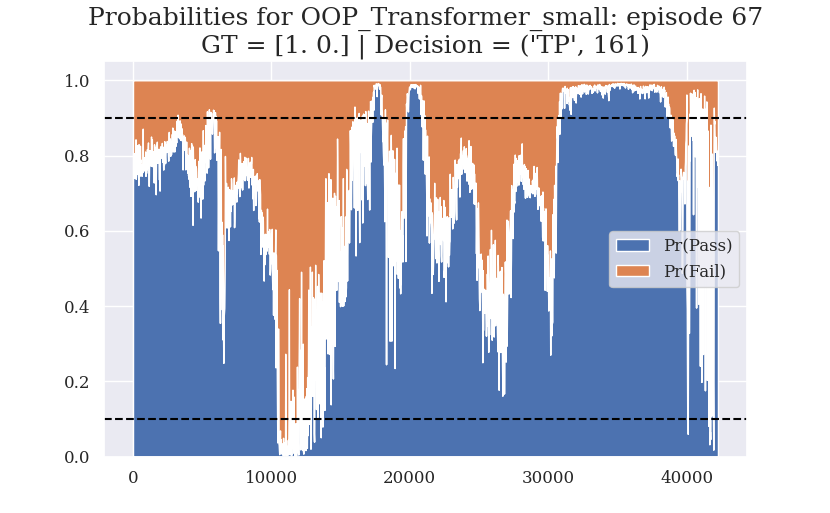 Probabilities for OOP_Transformer_small: episode 67
GT = [1. 0.] | Decision = ('TP', 161)
1.0
0.8
0.6
0.4
0.2
0.0
Pr(Pass)
Pr(Fail)
0
10000
20000
30000
40000